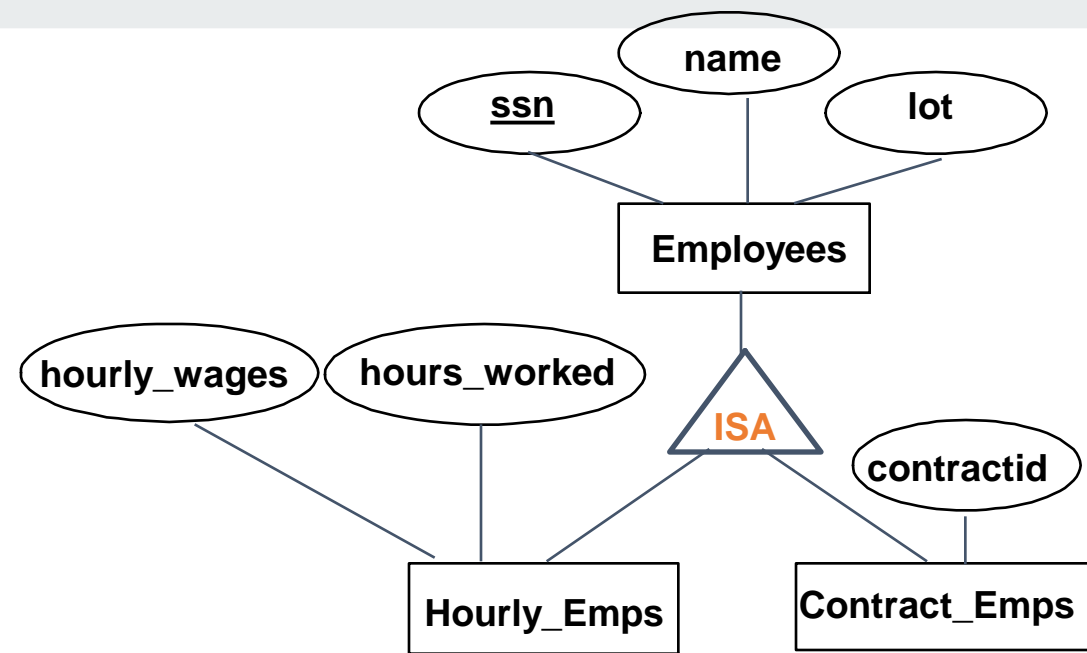 name
ssn
lot
Employees
hourly_wages
hours_worked
ISA
contractid
Hourly_Emps
Contract_Emps